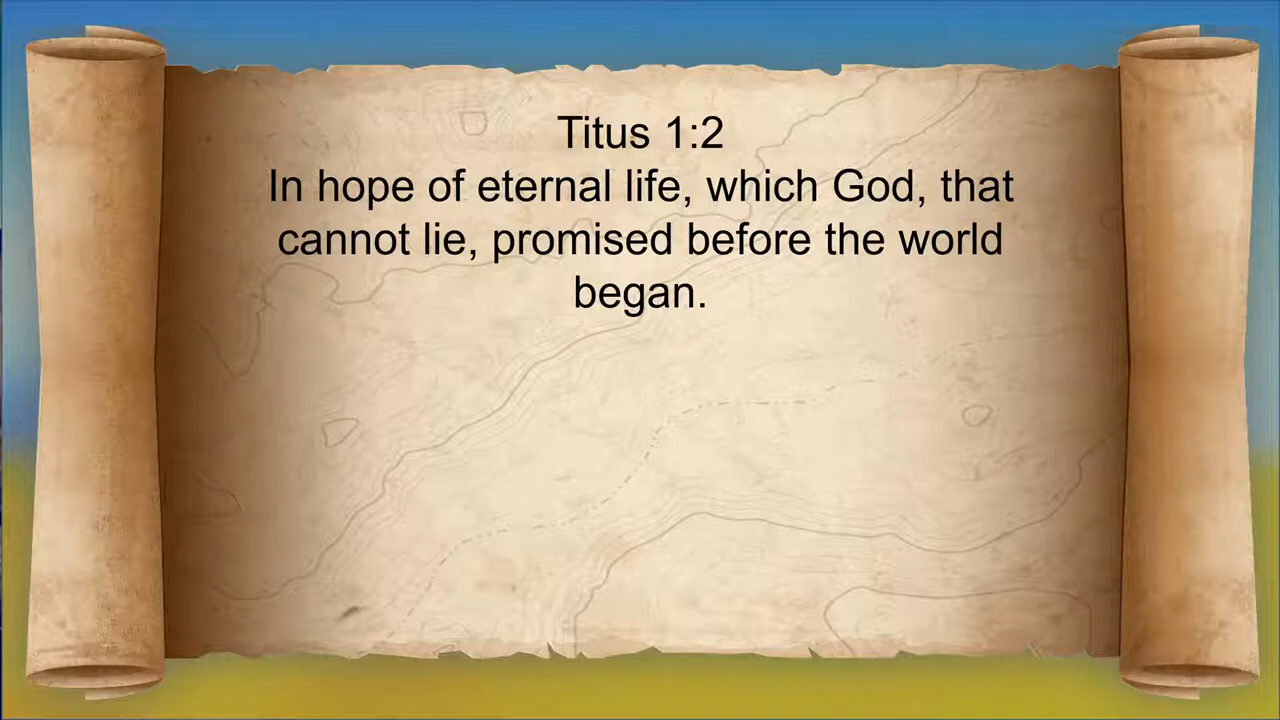 Titus 1:2
In hope of eternal life, which God, that
cannot lie, promised before the world
began.